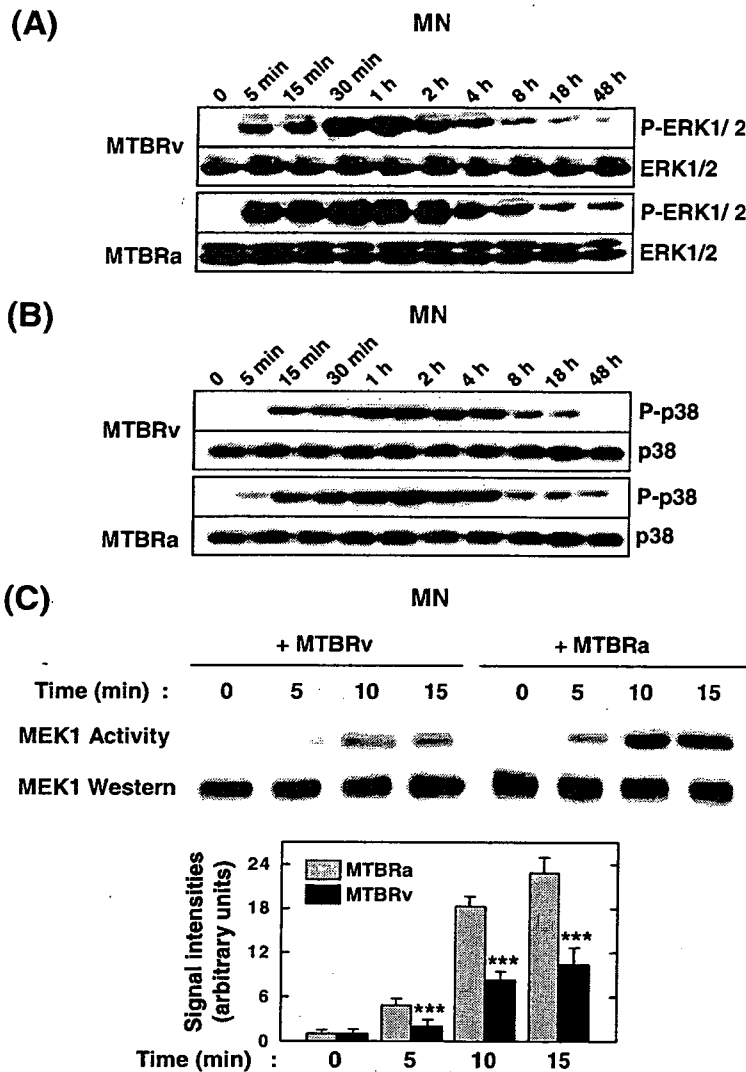 (A)
MN
0 5 min 15 min 30 min 1 h 2 h 4 h 8 h 18 h 48 h
MTBRv
P-ERK1/ 2
ERK1/2
P-ERK1/ 2
MTBRa
ERK1/2
(B)
MN
0 5 min 15 min 30 min 1 h 2 h 4 h 8 h 18 h 48 h
MTBRv
P-p38
p38
P-p38
MTBRa
p38
(C)
MN
+ MTBRv + MTBRa
Time (min) : 0 5 10 15 0 5 10 15
MEK1 Activity
MEK1 Western
Signal intensities
(arbitrary units)
24
18
12
6
0
MTBRa
MTBRv
***
***
***
Time (min) : 0 5 10 15